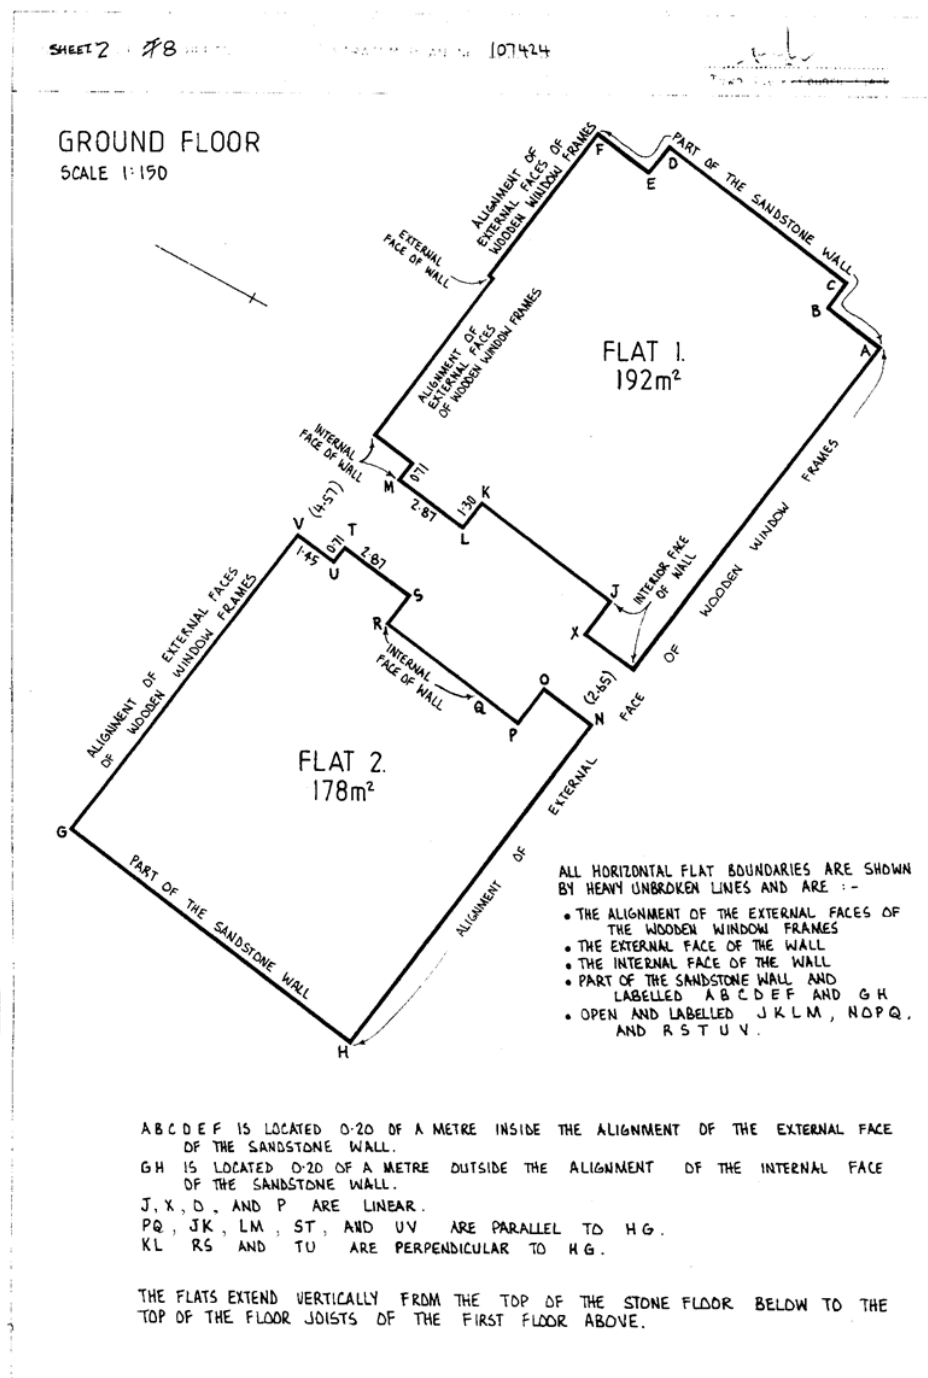 SHEET 2 8
107424
GROUND FLOOR
SCALE 1:150
PART OF THE SANDSTONE WALL
ALIGNMENT OF
EXTERNAL FACES OF
WOODEN WINDOW FRAMES
F
D
E
EXTERNAL
FACE OF WALL
C
B
A
FLAT 1.
192m²
ALIGNMENT OF
EXTERNAL FACES
OF WOODEN WINDOW FRAMES
INTERNAL
FACE OF WALL
0.71
M
2.87
1.30
K
L
(4.57)
V
T
1.45
0.71
U
2.87
S
R
INTERNAL
FACE OF WALL
Q
J
X
INTERIOR FACE
OF WALL
(2.65)
O
N
P
ALIGNMENT OF EXTERNAL FACE OF WOODEN WINDOW FRAMES
ALIGNMENT OF EXTERNAL FACES
OF WOODEN WINDOW FRAMES
FLAT 2.
178m²
G
PART OF THE SANDSTONE WALL
H
ALL HORIZONTAL FLAT BOUNDARIES ARE SHOWN
BY HEAVY UNBROKEN LINES AND ARE :-
• THE ALIGNMENT OF THE EXTERNAL FACES OF
THE WOODEN WINDOW FRAMES
• THE EXTERNAL FACE OF THE WALL
• THE INTERNAL FACE OF THE WALL
• PART OF THE SANDSTONE WALL AND
LABELLED A B C D E F AND G H
• OPEN AND LABELLED J K L M, N O P Q,
AND R S T U V.
A B C D E F IS LOCATED 0.20 OF A METRE INSIDE THE ALIGNMENT OF THE EXTERNAL FACE
OF THE SANDSTONE WALL.
G H IS LOCATED 0.20 OF A METRE OUTSIDE THE ALIGNMENT OF THE INTERNAL FACE
OF THE SANDSTONE WALL.
J, X, O, AND P ARE LINEAR.
PQ, JK, LM, ST, AND UV ARE PARALLEL TO HG.
KL RS AND TU ARE PERPENDICULAR TO HG.
THE FLATS EXTEND VERTICALLY FROM THE TOP OF THE STONE FLOOR BELOW TO THE
TOP OF THE FLOOR JOISTS OF THE FIRST FLOOR ABOVE.